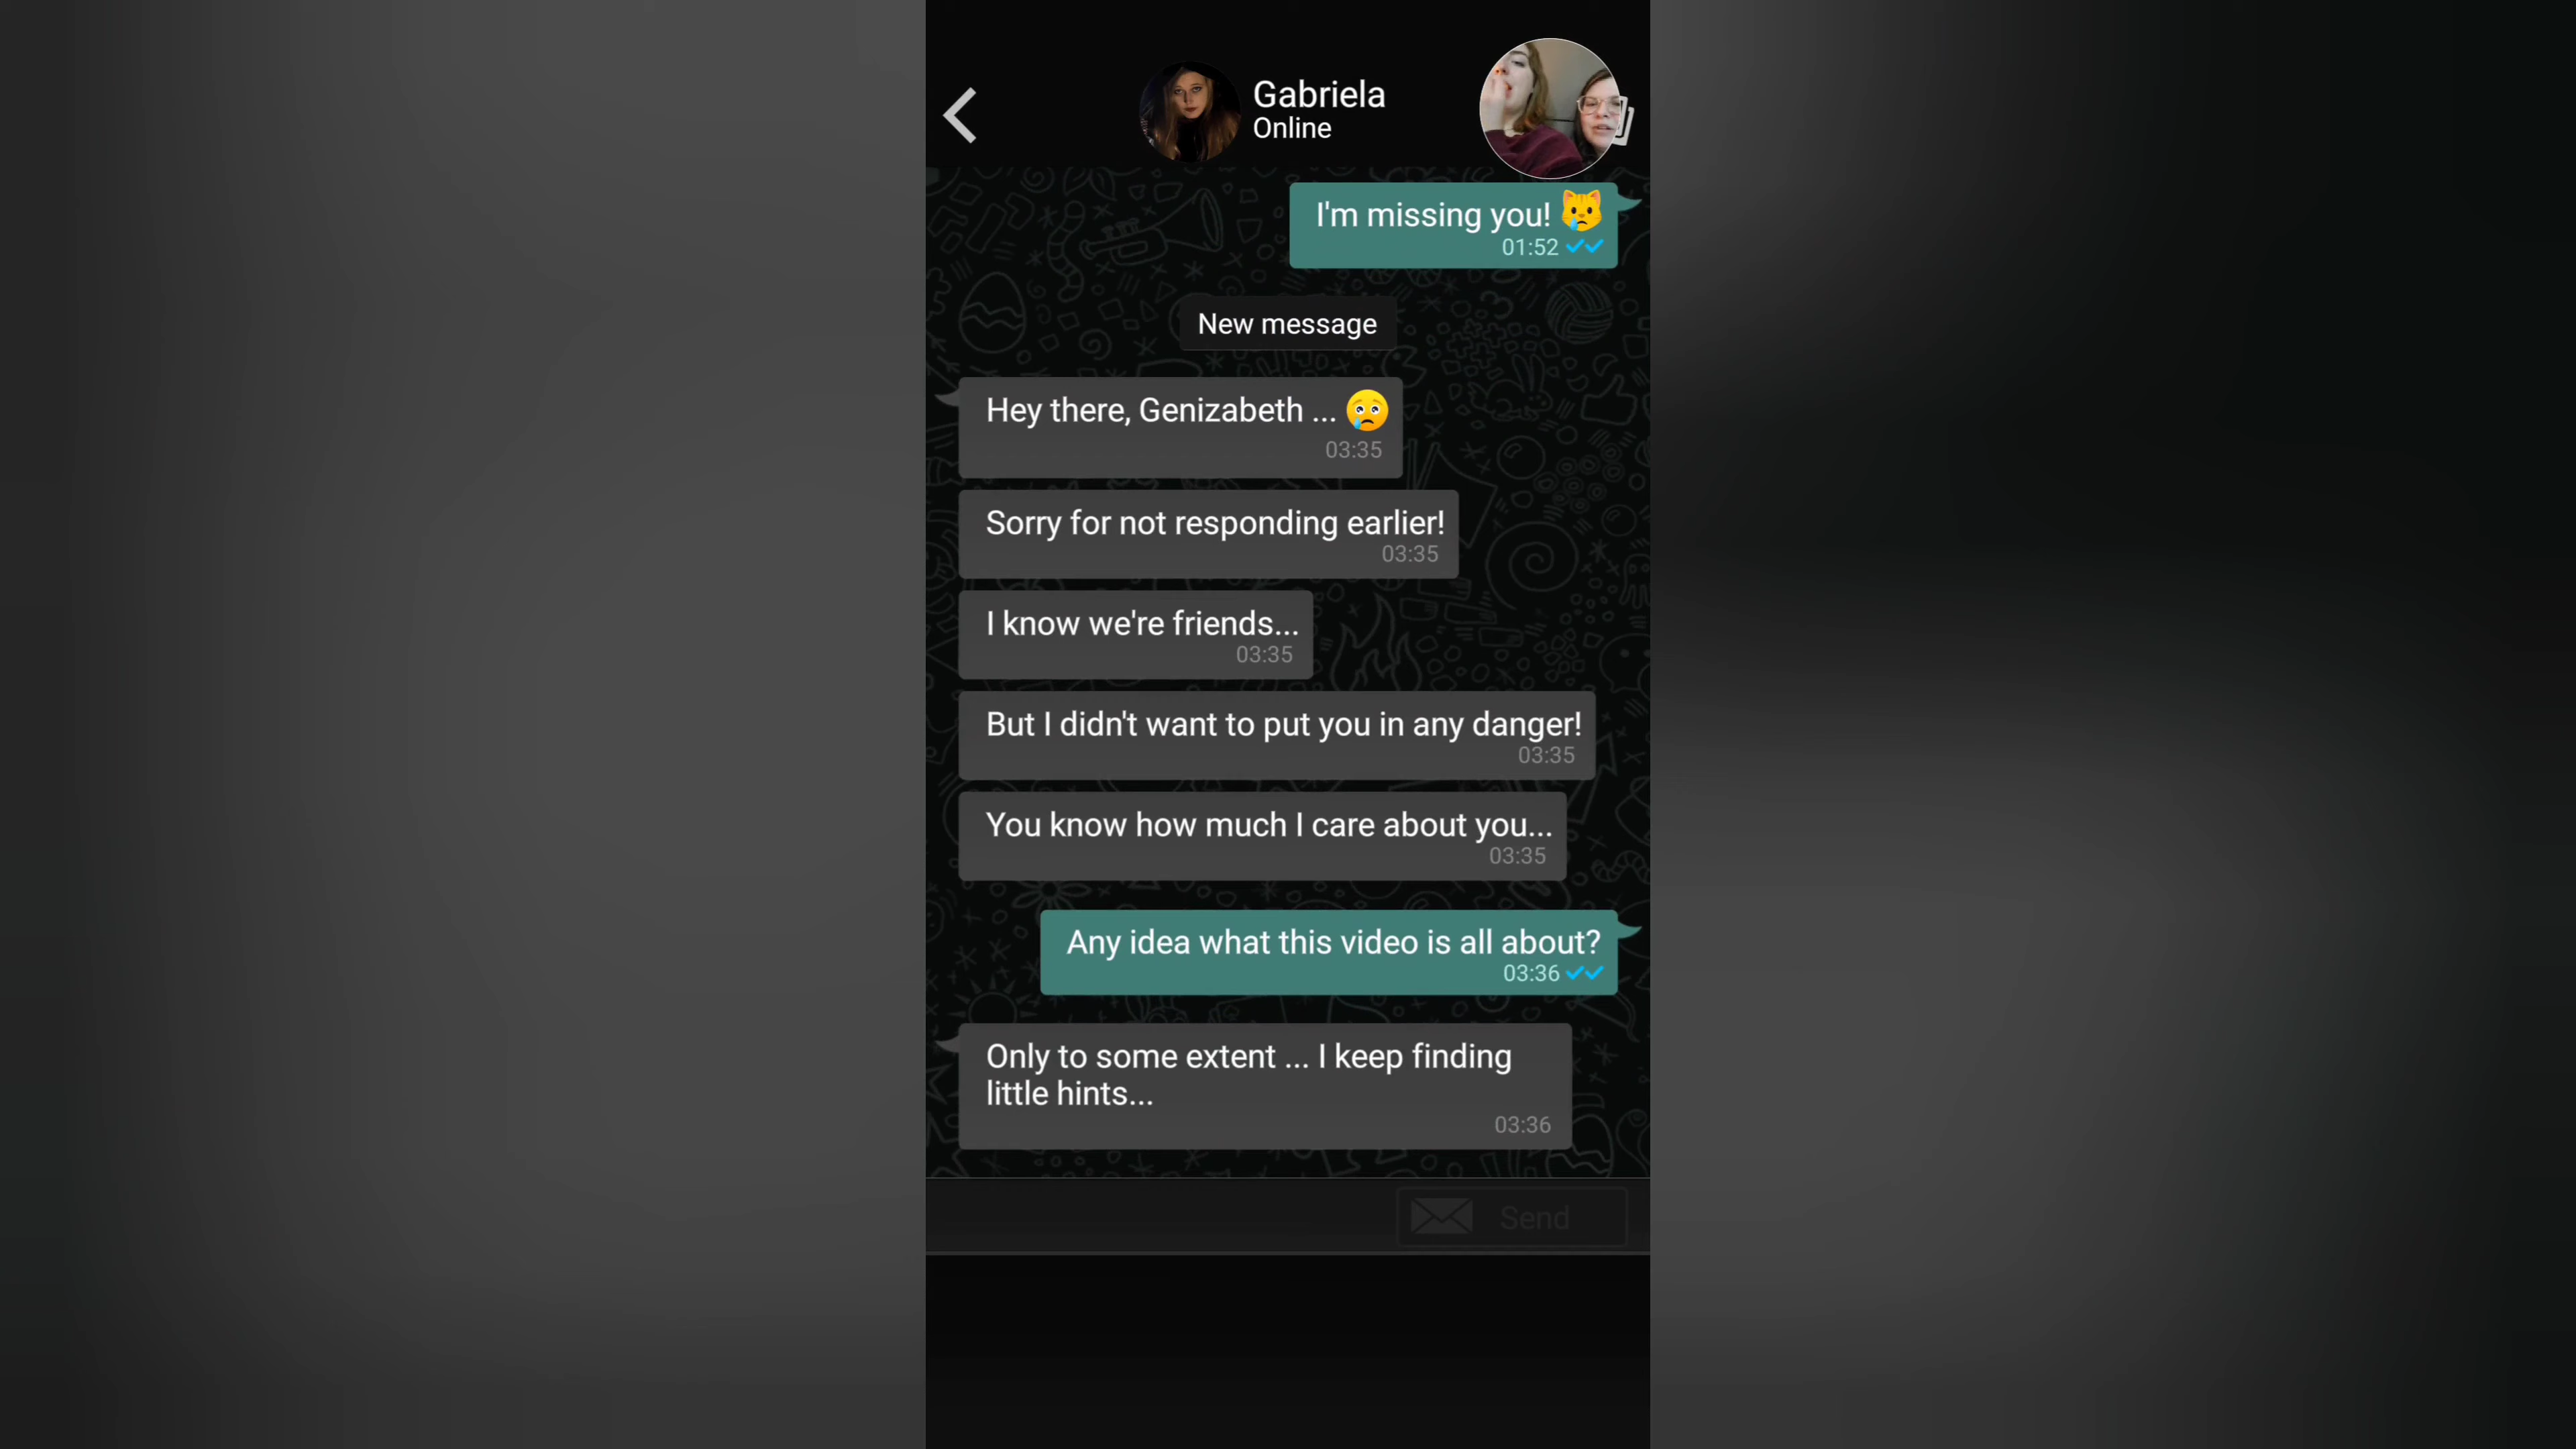 Gabriela
Online
I'm missing you! 😿
01:52
New message
Hey there, Genizabeth ... 😢
03:35
Sorry for not responding earlier!
03:35
I know we're friends...
03:35
But I didn't want to put you in any danger!
03:35
You know how much I care about you...
03:35
Any idea what this video is all about?
03:36
Only to some extent ... I keep finding
little hints...
03:36
Send